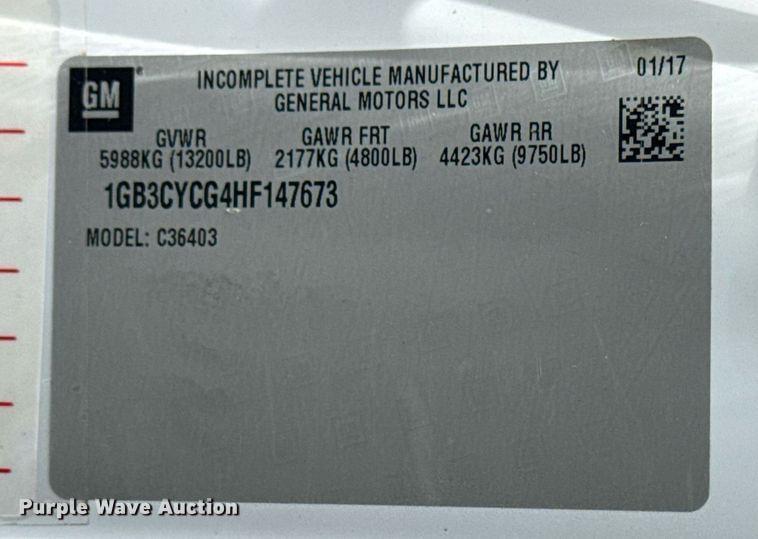 GM
INCOMPLETE VEHICLE MANUFACTURED BY
GENERAL MOTORS LLC
01/17
GVWR GAWR FRT GAWR RR
5988KG (13200LB) 2177KG (4800LB) 4423KG (9750LB)
1GB3CYCG4HF147673
MODEL: C36403
Purple Wave Auction